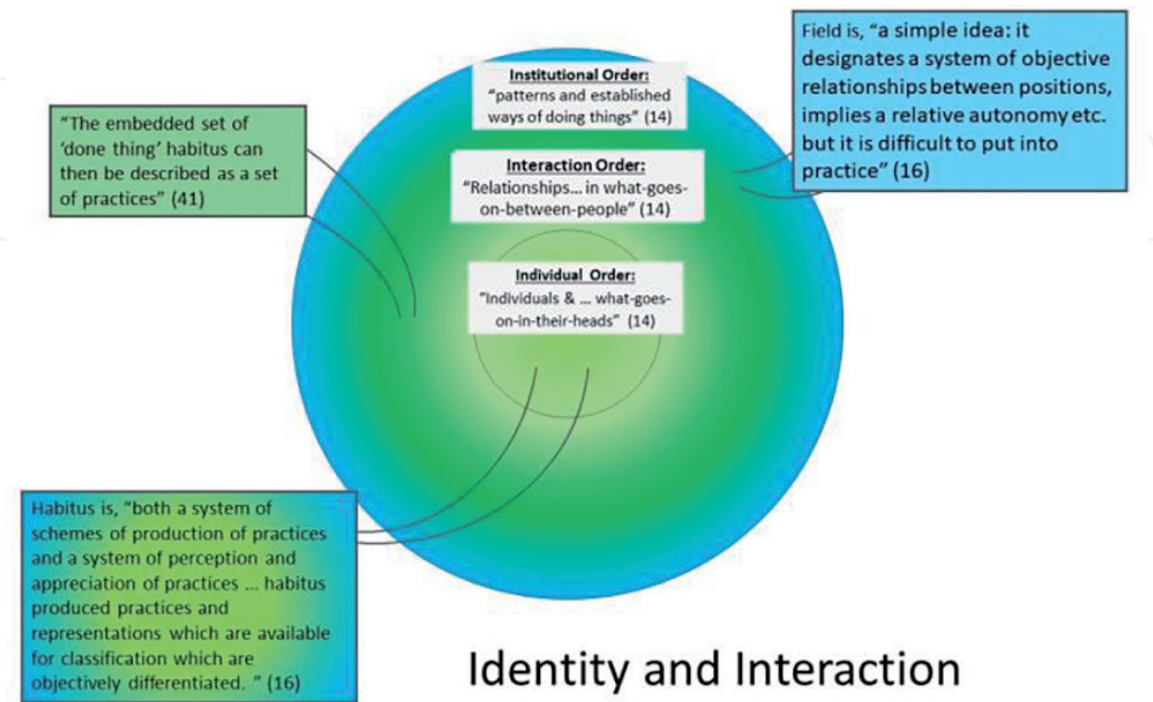 Field is, “a simple idea: it
designates a system of objective
relationships between positions,
implies a relative autonomy etc.
but it is difficult to put into
practice” (16)
Institutional Order:
“patterns and established
ways of doing things” (14)
“The embedded set of
‘done thing’ habitus can
then be described as a set
of practices” (41)
Interaction Order:
“Relationships... in what-goes-
on-between-people” (14)
Individual Order:
“Individuals & ... what-goes-
on-in-their-heads” (14)
Habitus is, “both a system of
schemes of production of practices
and a system of perception and
appreciation of practices ... habitus
produced practices and
representations which are available
for classification which are
objectively differentiated. ” (16)
Identity and Interaction